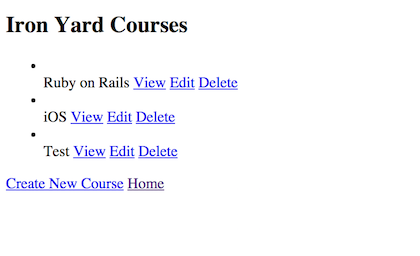 Iron Yard Courses
Ruby on Rails View Edit Delete
iOS View Edit Delete
Test View Edit Delete
Create New Course Home